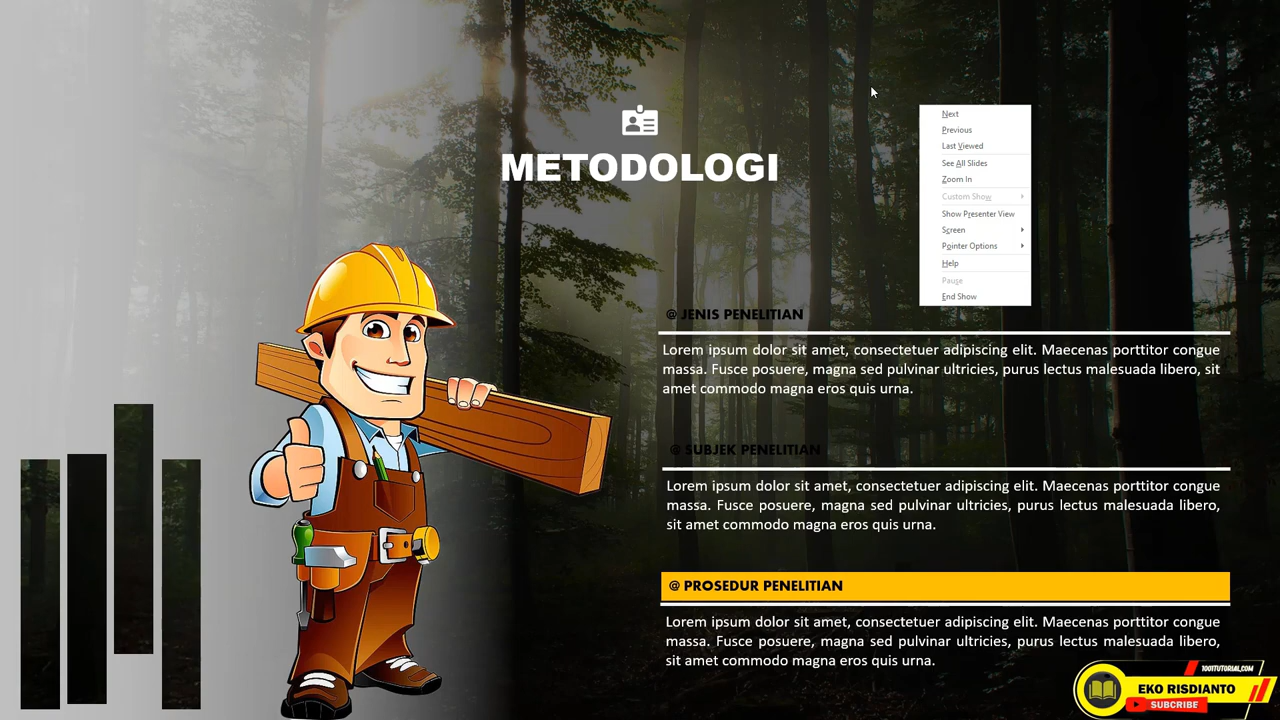 METODOLOGI
Next
Previous
Last Viewed
See All Slides
Zoom In
Custom Show
Show Presenter View
Screen
Pointer Options
Help
Pause
End Show
@ JENIS PENELITIAN
Lorem ipsum dolor sit amet, consectetuer adipiscing elit. Maecenas porttitor congue
massa. Fusce posuere, magna sed pulvinar ultricies, purus lectus malesuada libero, sit
amet commodo magna eros quis urna.
@ SUBJEK PENELITIAN
Lorem ipsum dolor sit amet, consectetuer adipiscing elit. Maecenas porttitor congue
massa. Fusce posuere, magna sed pulvinar ultricies, purus lectus malesuada libero,
sit amet commodo magna eros quis urna.
@ PROSEDUR PENELITIAN
Lorem ipsum dolor sit amet, consectetuer adipiscing elit. Maecenas porttitor congue
massa. Fusce posuere, magna sed pulvinar ultricies, purus lectus malesuada libero,
sit amet commodo magna eros quis urna.
1001TUTORIAL.COM
EKO RISDIANTO
SUBCRIBE